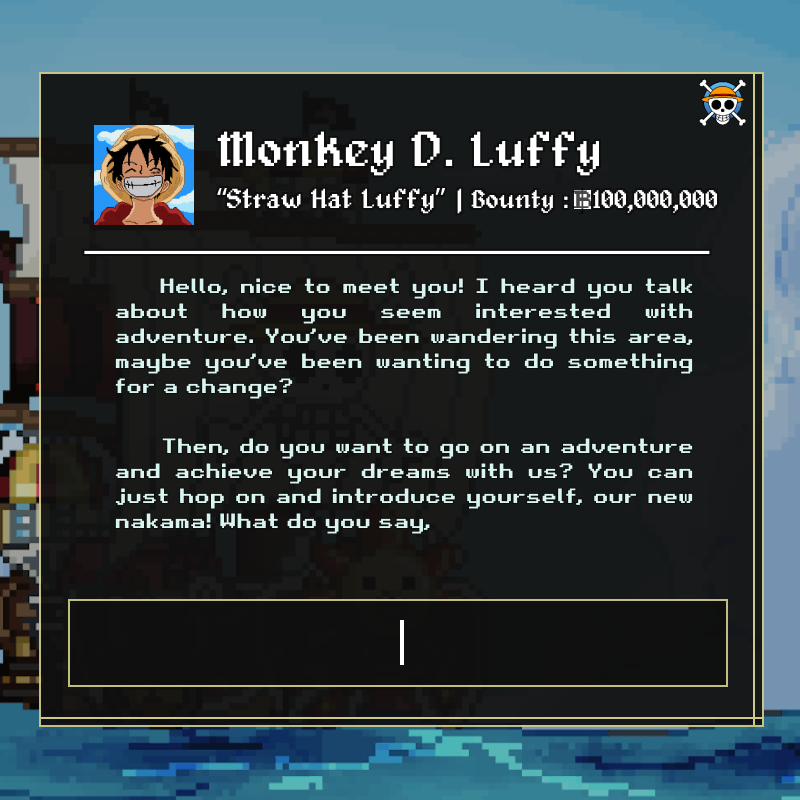 Monkey D. Luffy
“Straw Hat Luffy” | Bounty : ฿100,000,000
Hello, nice to meet you! I heard you talk
about how you seem interested with
adventure. You’ve been wandering this area,
maybe you’ve been wanting to do something
for a change?
Then, do you want to go on an adventure
and achieve your dreams with us? You can
just hop on and introduce yourself, our new
nakama! What do you say,